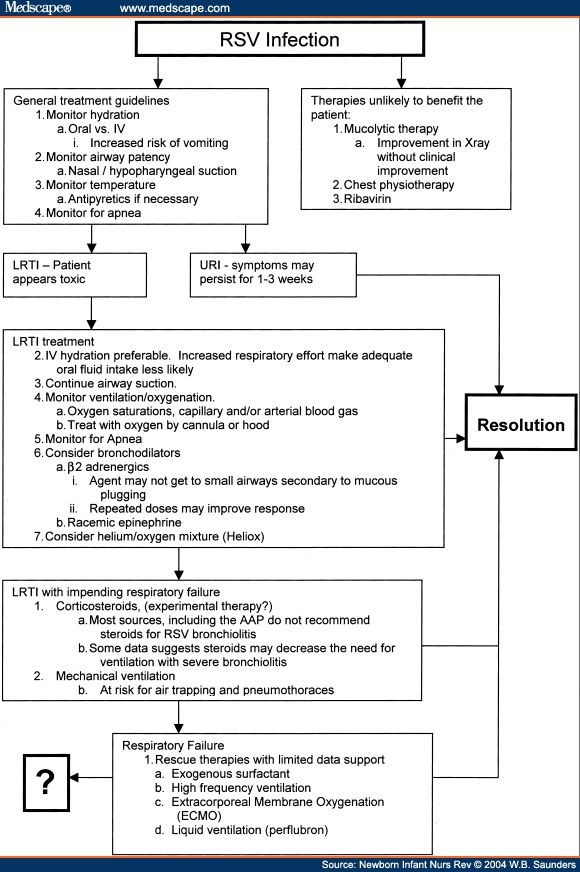 Medscape® www.medscape.com
RSV Infection
General treatment guidelines
1. Monitor hydration
a. Oral vs. IV
i. Increased risk of vomiting
2. Monitor airway patency
a. Nasal / hypopharyngeal suction
3. Monitor temperature
a. Antipyretics if necessary
4. Monitor for apnea
Therapies unlikely to benefit the
patient:
1. Mucolytic therapy
a. Improvement in Xray
without clinical
improvement
2. Chest physiotherapy
3. Ribavirin
LRTI – Patient
appears toxic
URI - symptoms may
persist for 1-3 weeks
LRTI treatment
2. IV hydration preferable. Increased respiratory effort make adequate
oral fluid intake less likely
3. Continue airway suction.
4. Monitor ventilation/oxygenation.
a. Oxygen saturations, capillary and/or arterial blood gas
b. Treat with oxygen by cannula or hood
5. Monitor for Apnea
6. Consider bronchodilators
a. β2 adrenergics
i. Agent may not get to small airways secondary to mucous
plugging
ii. Repeated doses may improve response
b. Racemic epinephrine
7. Consider helium/oxygen mixture (Heliox)
Resolution
LRTI with impending respiratory failure
1. Corticosteroids, (experimental therapy?)
a. Most sources, including the AAP do not recommend
steroids for RSV bronchiolitis
b. Some data suggests steroids may decrease the need for
ventilation with severe bronchiolitis
2. Mechanical ventilation
b. At risk for air trapping and pneumothoraces
Respiratory Failure
1. Rescue therapies with limited data support
a. Exogenous surfactant
b. High frequency ventilation
c. Extracorporeal Membrane Oxygenation
(ECMO)
d. Liquid ventilation (perflubron)
?
Source: Newborn Infant Nurs Rev © 2004 W.B. Saunders